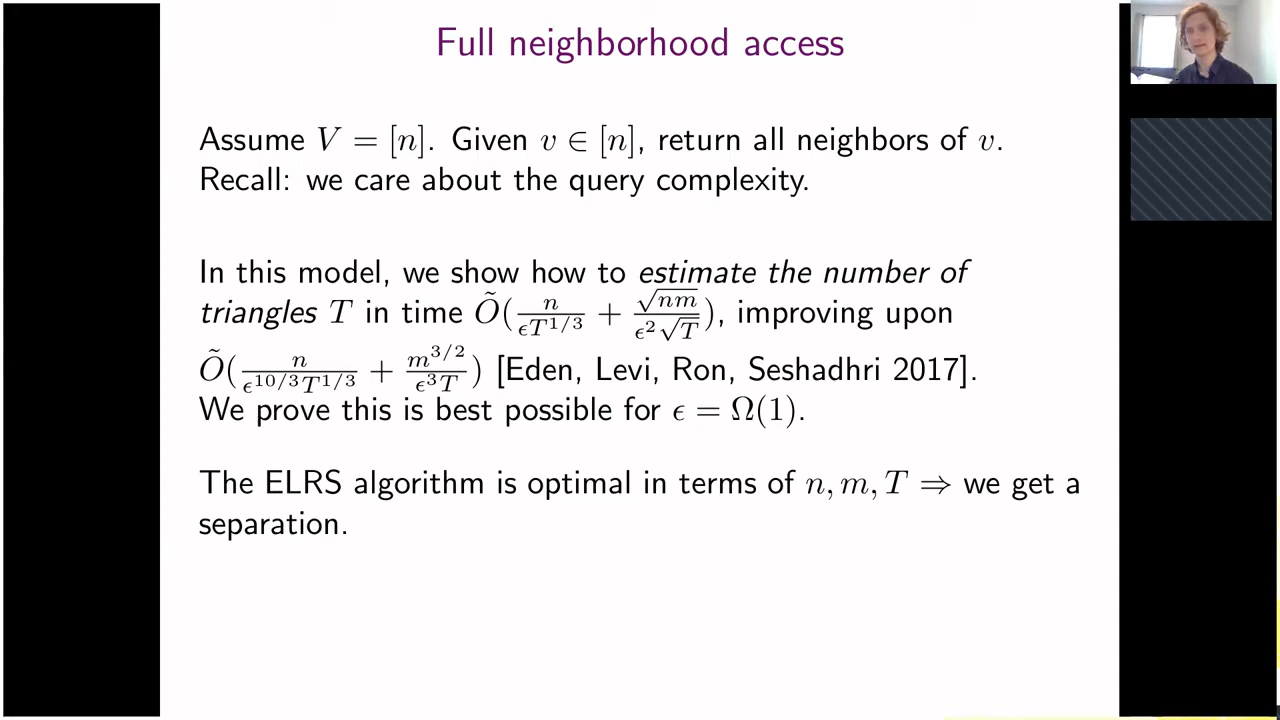 Full neighborhood access
Assume V = [n]. Given v ∈ [n], return all neighbors of v.
Recall: we care about the query complexity.
In this model, we show how to estimate the number of
triangles T in time Õ(n/(ϵT^{1/3}) + √(nm)/(ϵ²√T)), improving upon
Õ(n/(ϵ^{10/3}T^{1/3}) + m^{3/2}/(ϵ³T)) [Eden, Levi, Ron, Seshadhri 2017].
We prove this is best possible for ϵ = Ω(1).
The ELRS algorithm is optimal in terms of n, m, T ⇒ we get a
separation.